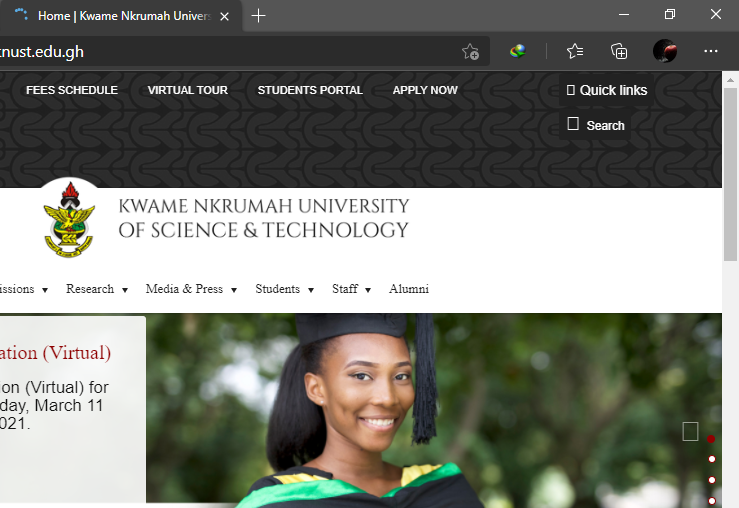 Home | Kwame Nkrumah Univers
knust.edu.gh
FEES SCHEDULE VIRTUAL TOUR STUDENTS PORTAL APPLY NOW Quick links
Search
KWAME NKRUMAH UNIVERSITY
OF SCIENCE & TECHNOLOGY
issions Research Media & Press Students Staff Alumni
ation (Virtual)
ion (Virtual) for
day, March 11
021.